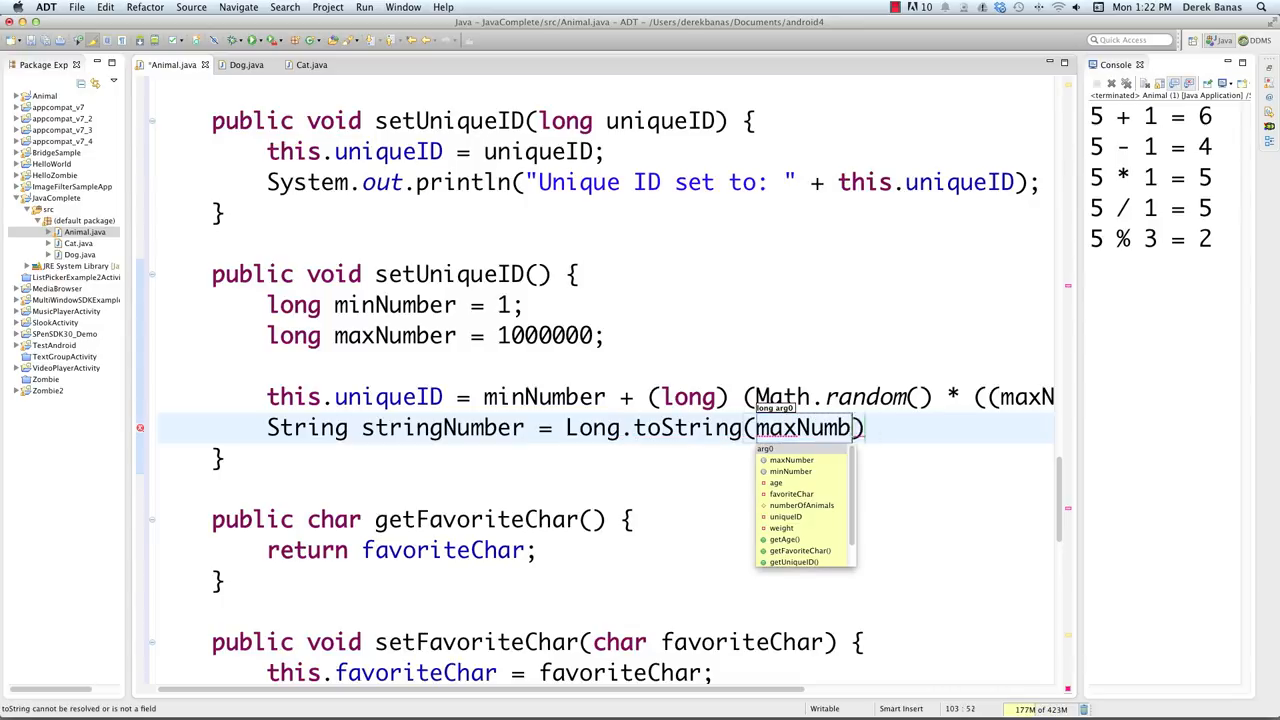 ADT File Edit Refactor Source Navigate Search Project Run Window Help 10 Mon 1:22 PM Derek Banas
Java – JavaComplete/src/Animal.java – ADT – /Users/derekbanas/Documents/android4
Quick Access Java DDMS
Package Exp
*Animal.java Dog.java Cat.java
Console
<terminated> Animal (1) [Java Application] /S
Animal
appcompat_v7
appcompat_v7_2
appcompat_v7_3
appcompat_v7_4
BridgeSample
HelloWorld
HelloZombie
ImageFilterSampleApp
JavaComplete
src
(default package)
Animal.java
Cat.java
Dog.java
JRE System Library [Ja
ListPickerExample2Activi
MediaBrowser
MultiWindowSDKExample
MusicPlayerActivity
SlookActivity
SPenSDK30_Demo
TestAndroid
TextGroupActivity
VideoPlayerActivity
Zombie
Zombie2
public void setUniqueID(long uniqueID) {
this.uniqueID = uniqueID;
System.out.println("Unique ID set to: " + this.uniqueID);
}
public void setUniqueID() {
long minNumber = 1;
long maxNumber = 1000000;
this.uniqueID = minNumber + (long) (Math.random() * ((maxN
long arg0
String stringNumber = Long.toString(maxNumb)
}
arg0
maxNumber
minNumber
age
favoriteChar
numberOfAnimals
uniqueID
weight
getAge()
getFavoriteChar()
getUniqueID()
public char getFavoriteChar() {
return favoriteChar;
}
public void setFavoriteChar(char favoriteChar) {
this.favoriteChar = favoriteChar;
5 + 1 = 6
5 - 1 = 4
5 * 1 = 5
5 / 1 = 5
5 % 3 = 2
toString cannot be resolved or is not a field Writable Smart Insert 103 : 52 177M of 423M